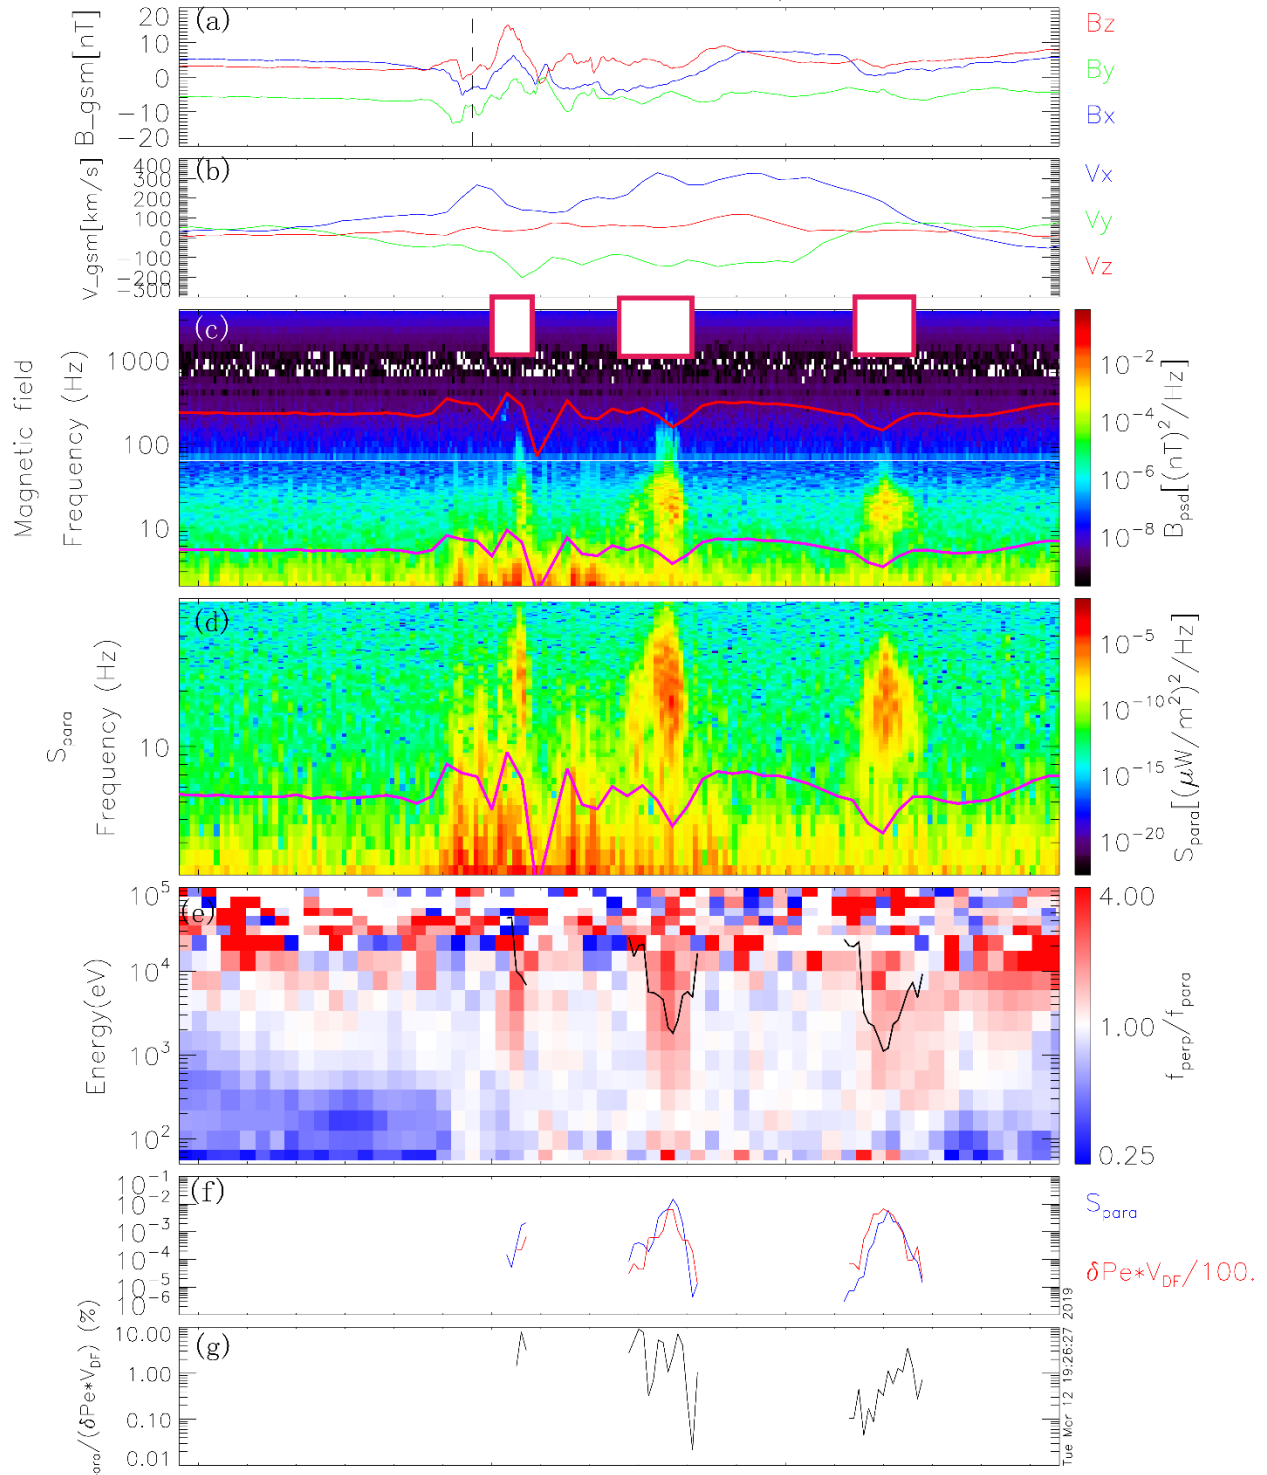 (a)
20
10
0
−10
−20
B_gsm[nT]
Bz
By
Bx
(b)
400
300
200
100
0
−100
−200
−300
V_gsm[km/s]
Vx
Vy
Vz
(c)
1000
100
10
Magnetic field
Frequency (Hz)
10^-2
10^-4
10^-6
10^-8
B_psd[(nT)^2/Hz]
(d)
10
S_para
Frequency (Hz)
10^-5
10^-10
10^-15
10^-20
S_para[(μW/m^2)^2/Hz]
(e)
10^5
10^4
10^3
10^2
Energy(eV)
4.00
1.00
0.25
f_perp/f_para
(f)
10^-1
10^-2
10^-3
10^-4
10^-5
10^-6
S_para
δPe*V_DF/100.
(g)
10.00
1.00
0.10
0.01
ara/(δPe*V_DF) (%)
Tue Mar 12 19:26:27 2019